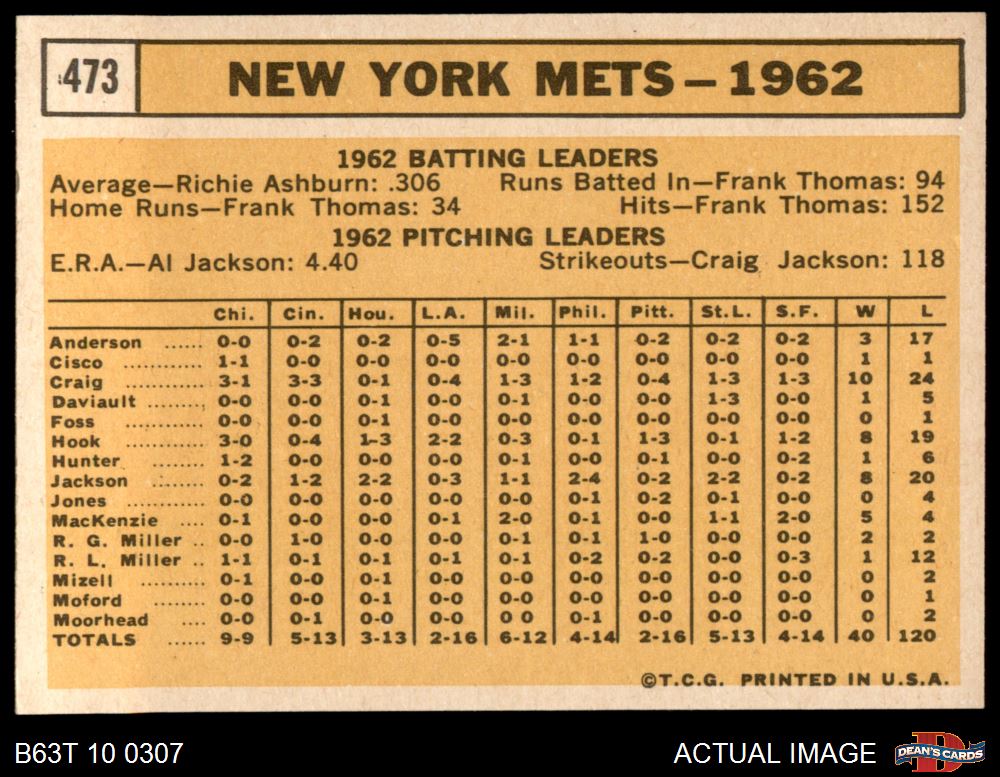 473 NEW YORK METS – 1962
1962 BATTING LEADERS
Average—Richie Ashburn: .306 Runs Batted In—Frank Thomas: 94
Home Runs—Frank Thomas: 34 Hits—Frank Thomas: 152
1962 PITCHING LEADERS
E.R.A.—Al Jackson: 4.40 Strikeouts—Craig Jackson: 118
Chi. Cin. Hou. L.A. Mil. Phil. Pitt. St.L. S.F. W L
Anderson ...... 0-0 0-2 0-2 0-5 2-1 1-1 0-2 0-2 0-2 3 17
Cisco ........... 1-1 0-0 0-0 0-0 0-0 0-0 0-0 0-0 0-0 1 1
Craig ........... 3-1 3-3 0-1 0-4 1-3 1-2 0-4 1-3 1-3 10 24
Daviault ........ 0-0 0-0 0-1 0-0 0-1 0-0 0-0 1-3 0-0 1 5
Foss ........... 0-0 0-0 0-1 0-0 0-0 0-0 0-0 0-0 0-0 0 1
Hook ........... 3-0 0-4 1-3 2-2 0-3 0-1 1-3 0-1 1-2 8 19
Hunter ........ 1-2 0-0 0-0 0-0 0-1 0-0 0-1 0-0 0-2 1 6
Jackson ........ 0-2 1-2 2-2 0-3 1-1 2-4 0-2 2-2 0-2 8 20
Jones ........... 0-0 0-0 0-0 0-0 0-0 0-1 0-2 0-1 0-0 0 4
MacKenzie .... 0-1 0-0 0-0 0-1 2-0 0-1 0-0 1-1 2-0 5 4
R. G. Miller .. 0-0 1-0 0-0 0-0 0-1 0-1 1-0 0-0 0-0 2 2
R. L. Miller .. 1-1 0-1 0-1 0-1 0-1 0-2 0-2 0-0 0-3 1 12
Mizell ......... 0-1 0-0 0-1 0-0 0-0 0-0 0-0 0-0 0-0 0 2
Moford ........ 0-0 0-0 0-1 0-0 0-0 0-0 0-0 0-0 0-0 0 1
Moorhead .... 0-0 0-1 0-0 0-0 0 0 0-1 0-0 0-0 0-0 0 2
TOTALS ...... 9-9 5-13 3-13 2-16 6-12 4-14 2-16 5-13 4-14 40 120
©T.C.G. PRINTED IN U.S.A.
B63T 10 0307 ACTUAL IMAGE DEAN'S CARDS